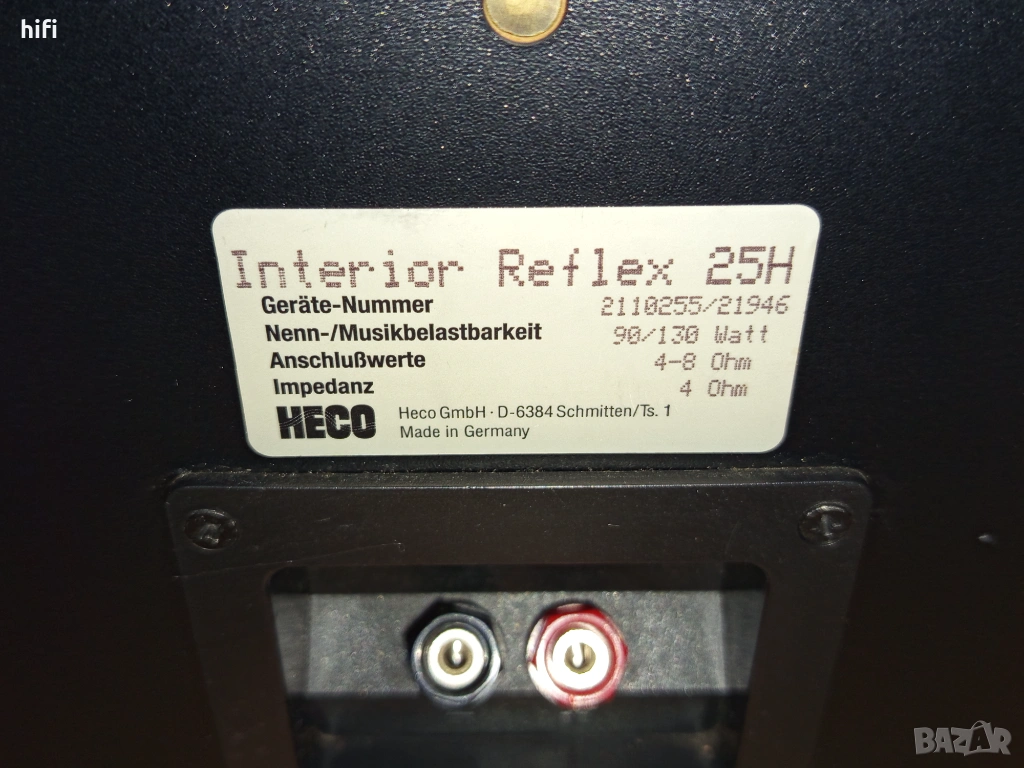 hifi
Interior Reflex 25H
Geräte-Nummer 2110255/21946
Nenn-/Musikbelastbarkeit 90/130 Watt
Anschlußwerte 4-8 Ohm
Impedanz 4 Ohm
HECO Heco GmbH · D-6384 Schmitten/Ts. 1
Made in Germany
BAZAR